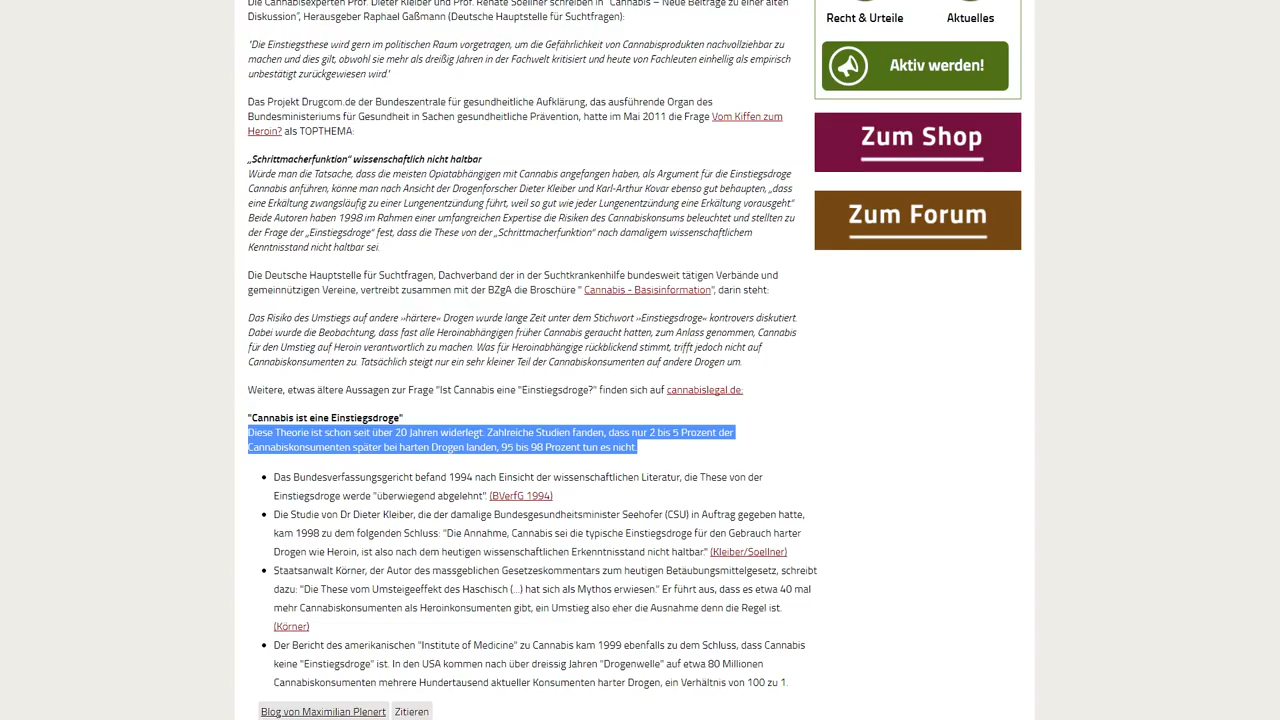 Die Cannabisexperten Prof. Dieter Kleiber und Prof. Renate Soellner schreiben in "Cannabis – Neue Beiträge zu einer alten
Diskussion", Herausgeber Raphael Gaßmann (Deutsche Hauptstelle für Suchtfragen):
"Die Einstiegsthese wird gern im politischen Raum vorgetragen, um die Gefährlichkeit von Cannabisprodukten nachvollziehbar zu
machen und dies gilt, obwohl sie mehr als dreißig Jahren in der Fachwelt kritisiert und heute von Fachleuten einhellig als empirisch
unbestätigt zurückgewiesen wird."
Das Projekt Drugcom.de der Bundeszentrale für gesundheitliche Aufklärung, das ausführende Organ des
Bundesministeriums für Gesundheit in Sachen gesundheitliche Prävention, hatte im Mai 2011 die Frage Vom Kiffen zum
Heroin? als TOPTHEMA:
„Schrittmacherfunktion“ wissenschaftlich nicht haltbar
Würde man die Tatsache, dass die meisten Opiatabhängigen mit Cannabis angefangen haben, als Argument für die Einstiegsdroge
Cannabis anführen, könne man nach Ansicht der Drogenforscher Dieter Kleiber und Karl-Arthur Kovar ebenso gut behaupten, „dass
eine Erkältung zwangsläufig zu einer Lungenentzündung führt, weil so gut wie jeder Lungenentzündung eine Erkältung vorausgeht“
Beide Autoren haben 1998 im Rahmen einer umfangreichen Expertise die Risiken des Cannabiskonsums beleuchtet und stellten zu
der Frage der „Einstiegsdroge“ fest, dass die These von der „Schrittmacherfunktion“ nach damaligem wissenschaftlichem
Kenntnisstand nicht haltbar sei.
Die Deutsche Hauptstelle für Suchtfragen, Dachverband der in der Suchtkrankenhilfe bundesweit tätigen Verbände und
gemeinnützigen Vereine, vertreibt zusammen mit der BZgA die Broschüre " Cannabis - Basisinformation", darin steht:
Das Risiko des Umstiegs auf andere »härtere« Drogen wurde lange Zeit unter dem Stichwort »Einstiegsdroge« kontrovers diskutiert.
Dabei wurde die Beobachtung, dass fast alle Heroinabhängigen früher Cannabis geraucht hatten, zum Anlass genommen, Cannabis
für den Umstieg auf Heroin verantwortlich zu machen. Was für Heroinabhängige rückblickend stimmt, trifft jedoch nicht auf
Cannabiskonsumenten zu. Tatsächlich steigt nur ein sehr kleiner Teil der Cannabiskonsumenten auf andere Drogen um.
Weitere, etwas ältere Aussagen zur Frage "Ist Cannabis eine "Einstiegsdroge?" finden sich auf cannabislegal.de:
"Cannabis ist eine Einstiegsdroge"
Diese Theorie ist schon seit über 20 Jahren widerlegt. Zahlreiche Studien fanden, dass nur 2 bis 5 Prozent der
Cannabiskonsumenten später bei harten Drogen landen, 95 bis 98 Prozent tun es nicht.
• Das Bundesverfassungsgericht befand 1994 nach Einsicht der wissenschaftlichen Literatur, die These von der
Einstiegsdroge werde "überwiegend abgelehnt". (BVerfG 1994)
• Die Studie von Dr Dieter Kleiber, die der damalige Bundesgesundheitsminister Seehofer (CSU) in Auftrag gegeben hatte,
kam 1998 zu dem folgenden Schluss: "Die Annahme, Cannabis sei die typische Einstiegsdroge für den Gebrauch harter
Drogen wie Heroin, ist also nach dem heutigen wissenschaftlichen Erkenntnisstand nicht haltbar." (Kleiber/Soellner)
• Staatsanwalt Körner, der Autor des massgeblichen Gesetzeskommentars zum heutigen Betäubungsmittelgesetz, schreibt
dazu: "Die These vom Umsteigeeffekt des Haschisch (...) hat sich als Mythos erwiesen." Er führt aus, dass es etwa 40 mal
mehr Cannabiskonsumenten als Heroinkonsumenten gibt, ein Umstieg also eher die Ausnahme denn die Regel ist.
(Körner)
• Der Bericht des amerikanischen "Institute of Medicine" zu Cannabis kam 1999 ebenfalls zu dem Schluss, dass Cannabis
keine "Einstiegsdroge" ist. In den USA kommen nach über dreissig Jahren "Drogenwelle" auf etwa 80 Millionen
Cannabiskonsumenten mehrere Hundertausend aktueller Konsumenten harter Drogen, ein Verhältnis von 100 zu 1.
Blog von Maximilian Plenert Zitieren
Recht & Urteile Aktuelles
Aktiv werden!
Zum Shop
Zum Forum